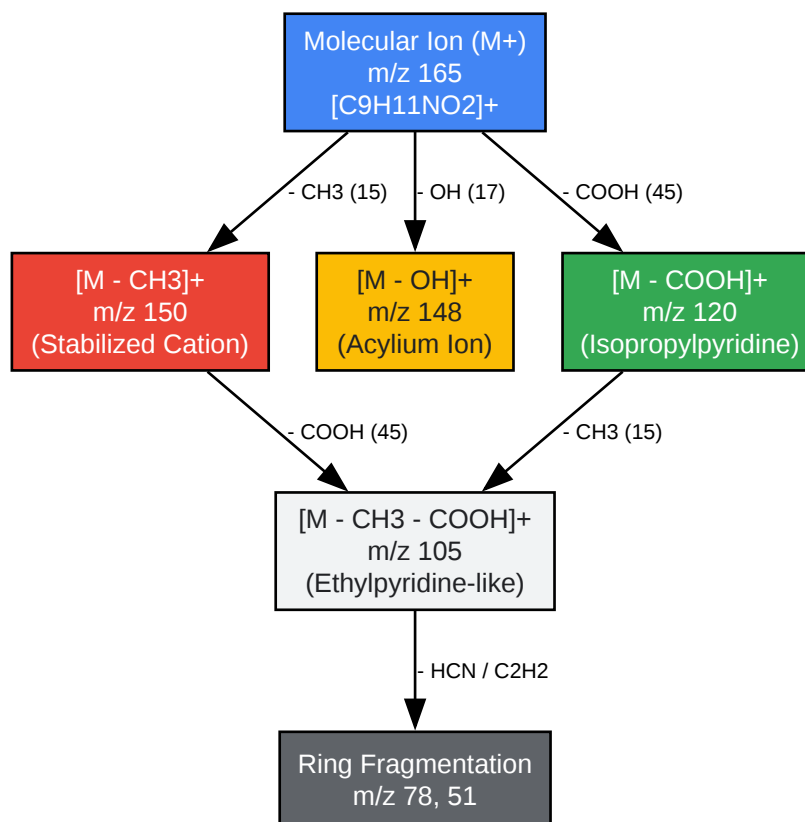 Molecular Ion (M+)
m/z 165
[C9H11NO2]+
- CH3 (15)
- OH (17)
- COOH (45)
[M - CH3]+
m/z 150
(Stabilized Cation)
[M - OH]+
m/z 148
(Acylium Ion)
[M - COOH]+
m/z 120
(Isopropylpyridine)
- COOH (45)
- CH3 (15)
[M - CH3 - COOH]+
m/z 105
(Ethylpyridine-like)
- HCN / C2H2
Ring Fragmentation
m/z 78, 51